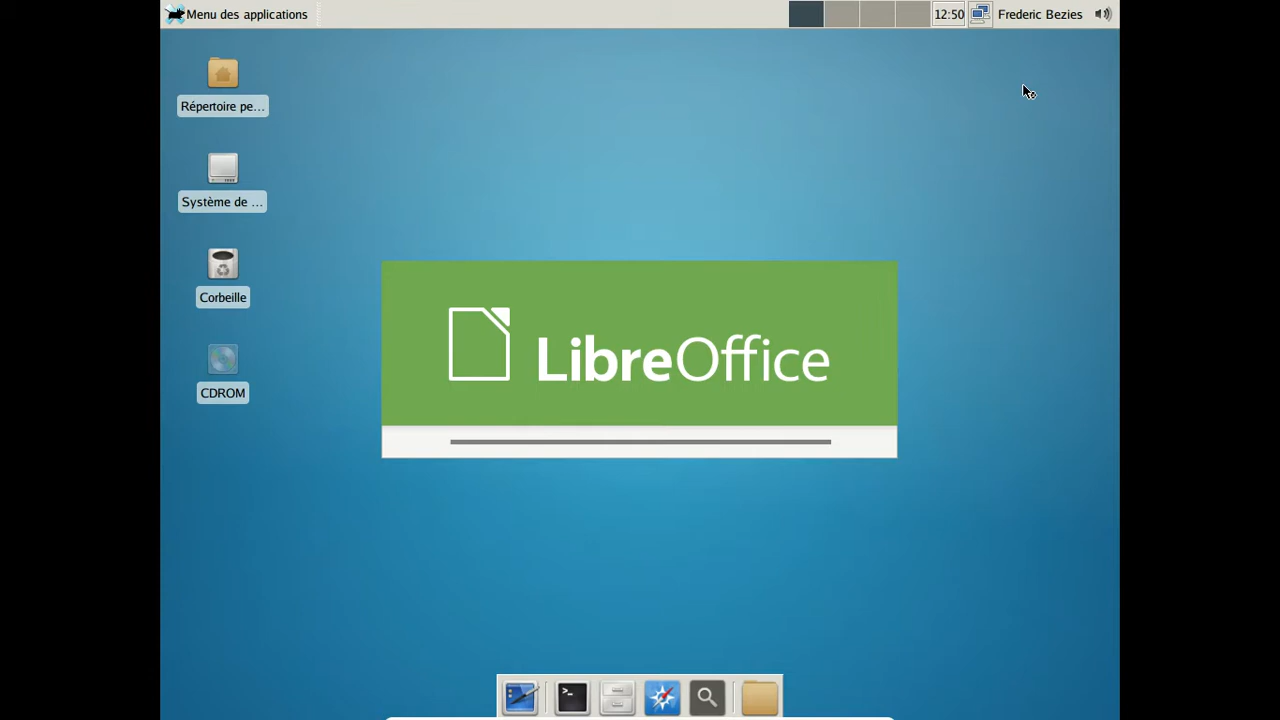 Menu des applications
12:50
Frederic Bezies
Répertoire pe...
Système de ...
Corbeille
CDROM
LibreOffice